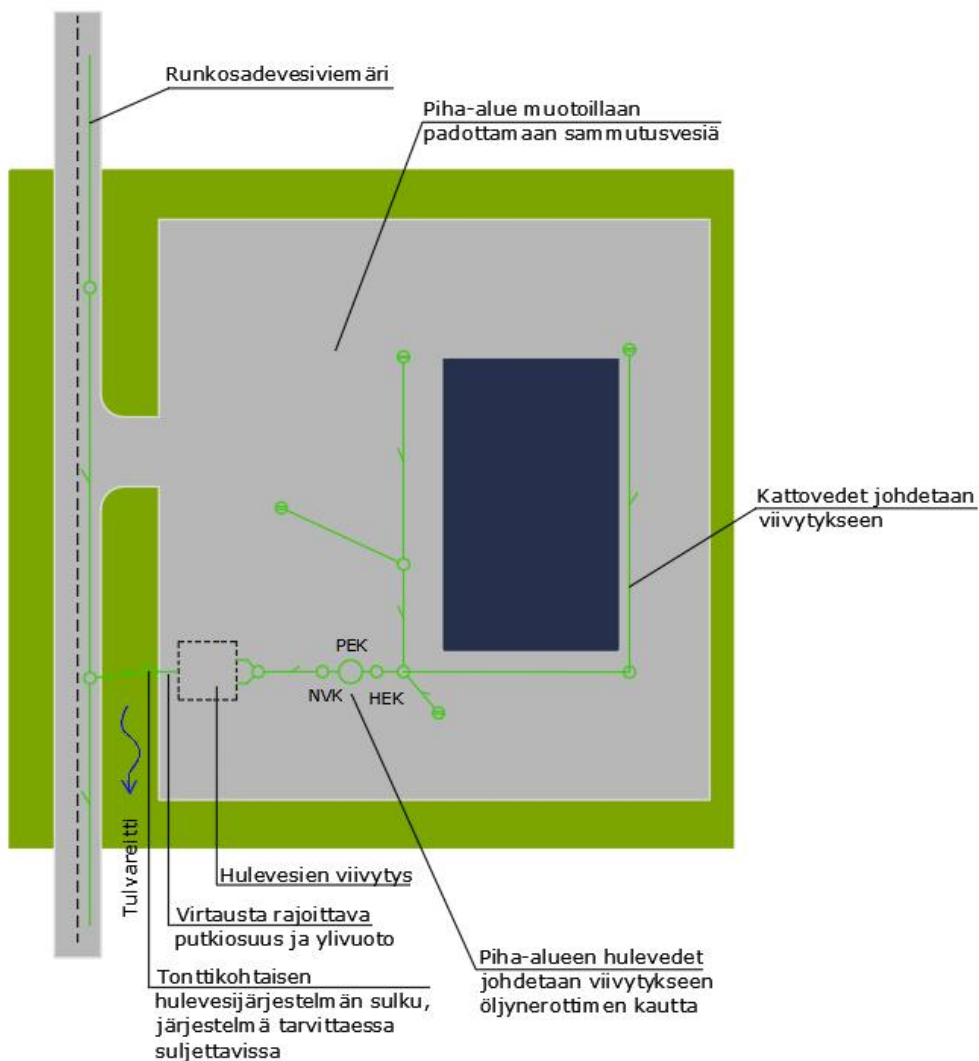 Runkosadevesiviemäri
Piha-alue muotoillaan
padottamaan sammutusvesiä
Kattovedet johdetaan
viivytykseen
PEK
NVK
HEK
Tulvareitti
Hulevesien viivytys
Virtausta rajoittava
putkiosuus ja ylivuoto
Tonttikohtaisen
hulevesijärjestelmän sulku,
järjestelmä tarvittaessa
suljettavissa
Piha-alueen hulevedet
johdetaan viivytykseen
öljynerottimen kautta